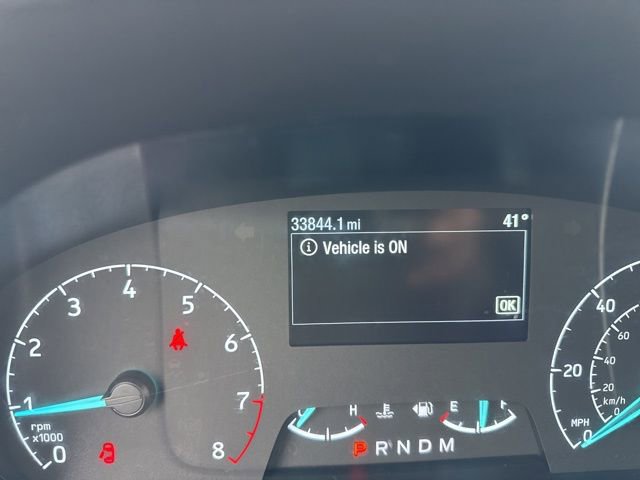 33844.1 mi 41°
Vehicle is ON
OK
0 1 2 3 4 5 6 7 8
rpm
x1000
H E F
P R N D M
0 20 40
MPH
0 20 40 60
km/h